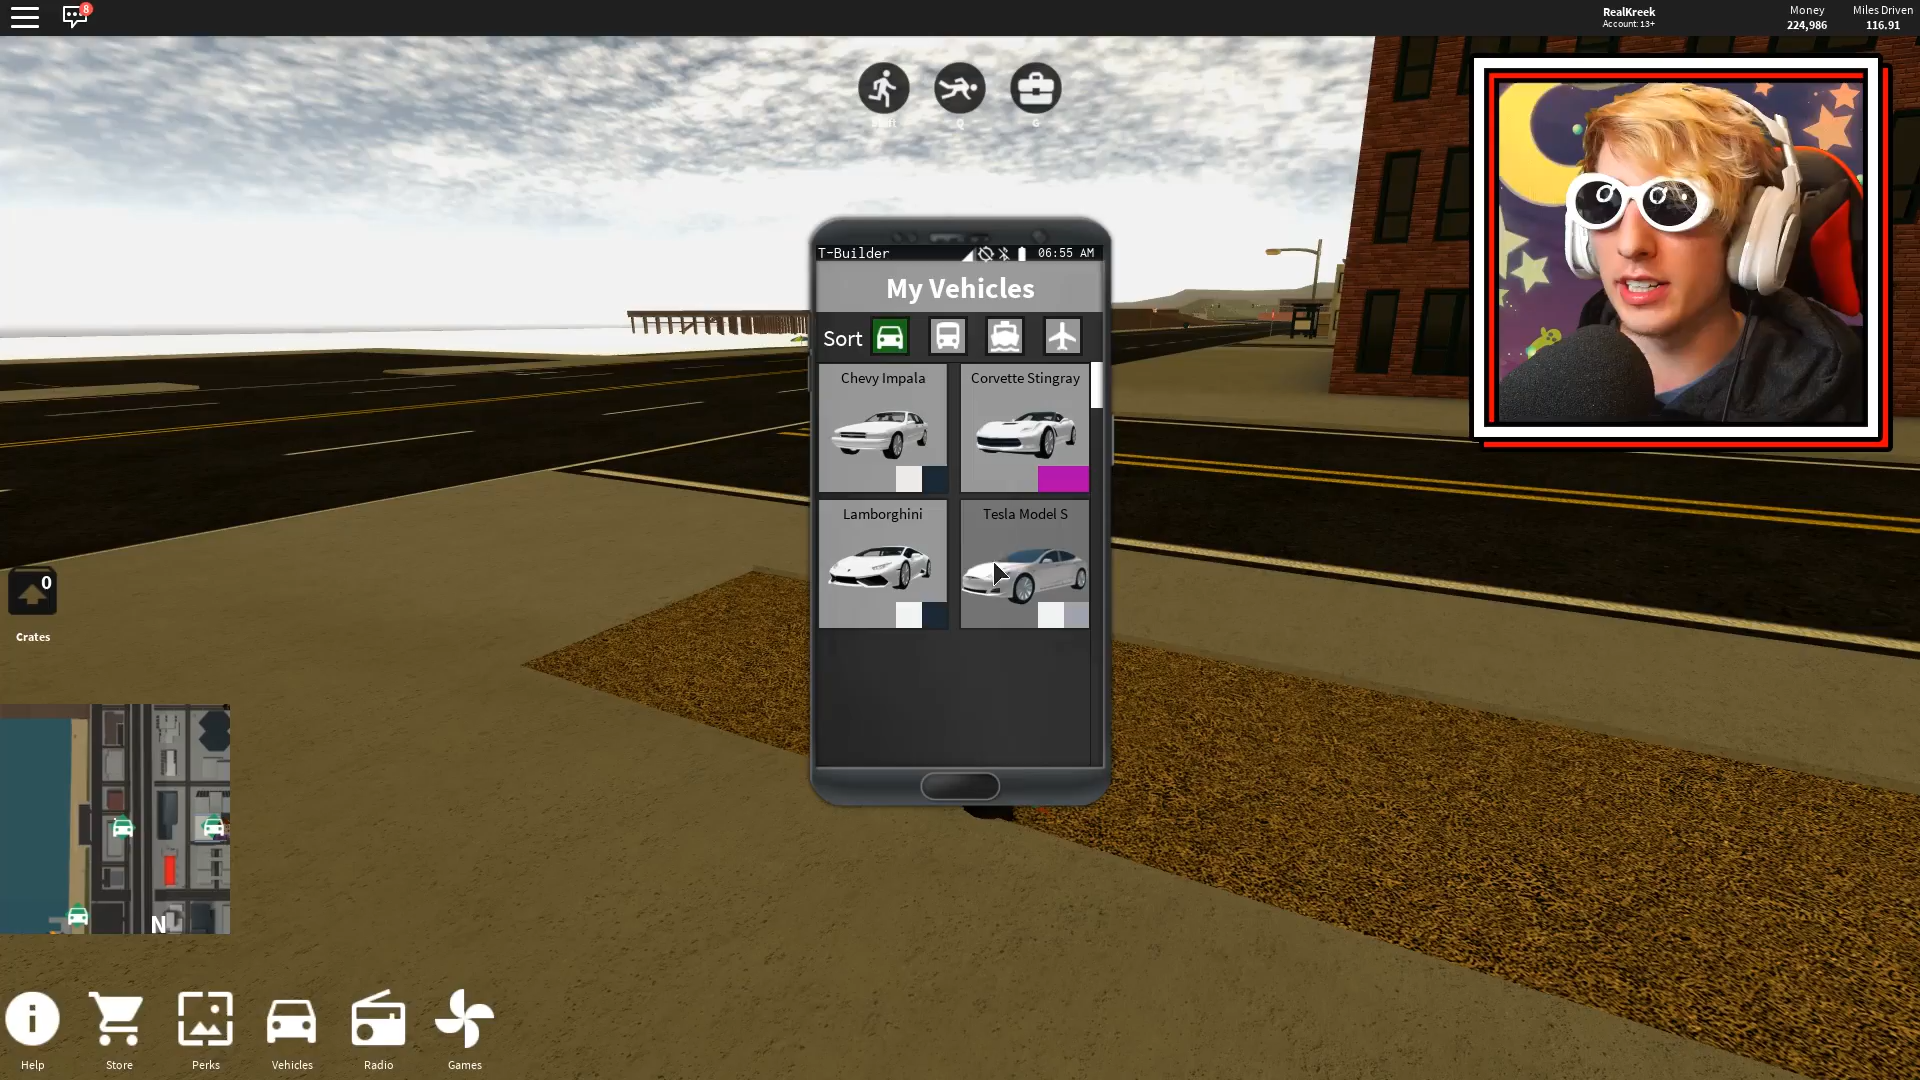 8
RealKreek
Account: 13+
Money
224,986
Miles Driven
116.91
Q
G
T-Builder
06:55 AM
My Vehicles
Sort
Chevy Impala
Corvette Stingray
Lamborghini
Tesla Model S
0
Crates
N
Help
Store
Perks
Vehicles
Radio
Games